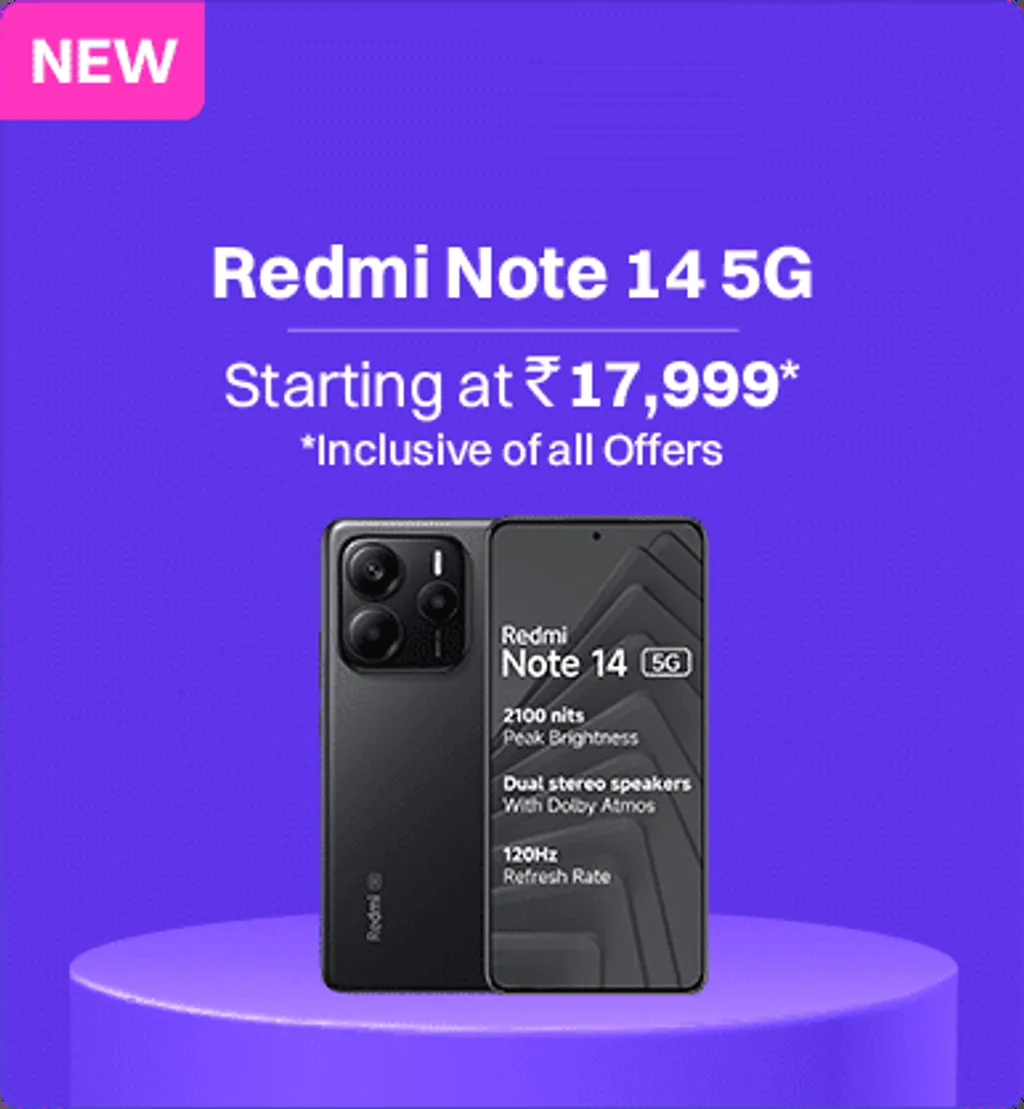 NEW
Redmi Note 14 5G
Starting at ₹17,999*
*Inclusive of all Offers
Redmi
Note 14 5G
2100 nits
Peak Brightness
Dual stereo speakers
With Dolby Atmos
120Hz
Refresh Rate
Redmi